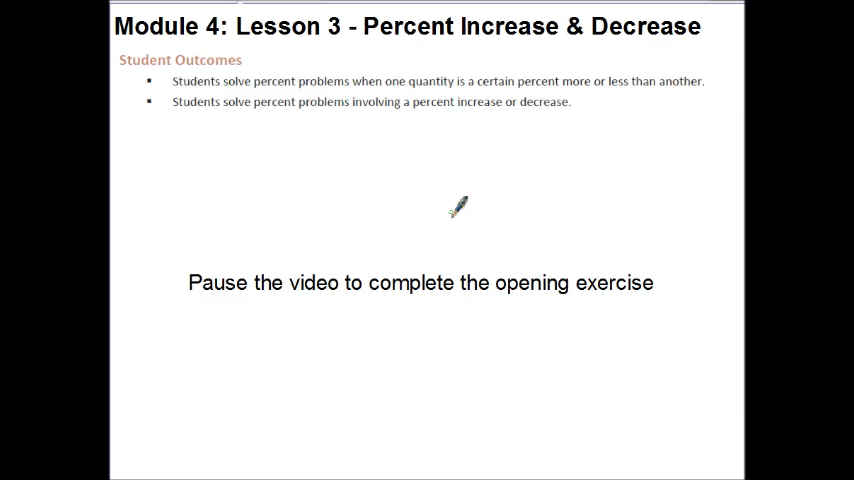 Module 4: Lesson 3 - Percent Increase & Decrease
Student Outcomes
▪ Students solve percent problems when one quantity is a certain percent more or less than another.
▪ Students solve percent problems involving a percent increase or decrease.
Pause the video to complete the opening exercise